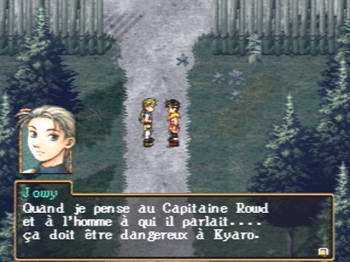 Jowy
Quand je pense au Capitaine Rowd
et à l'homme à qui il parlait....
ça doit être dangereux à Kyaro.